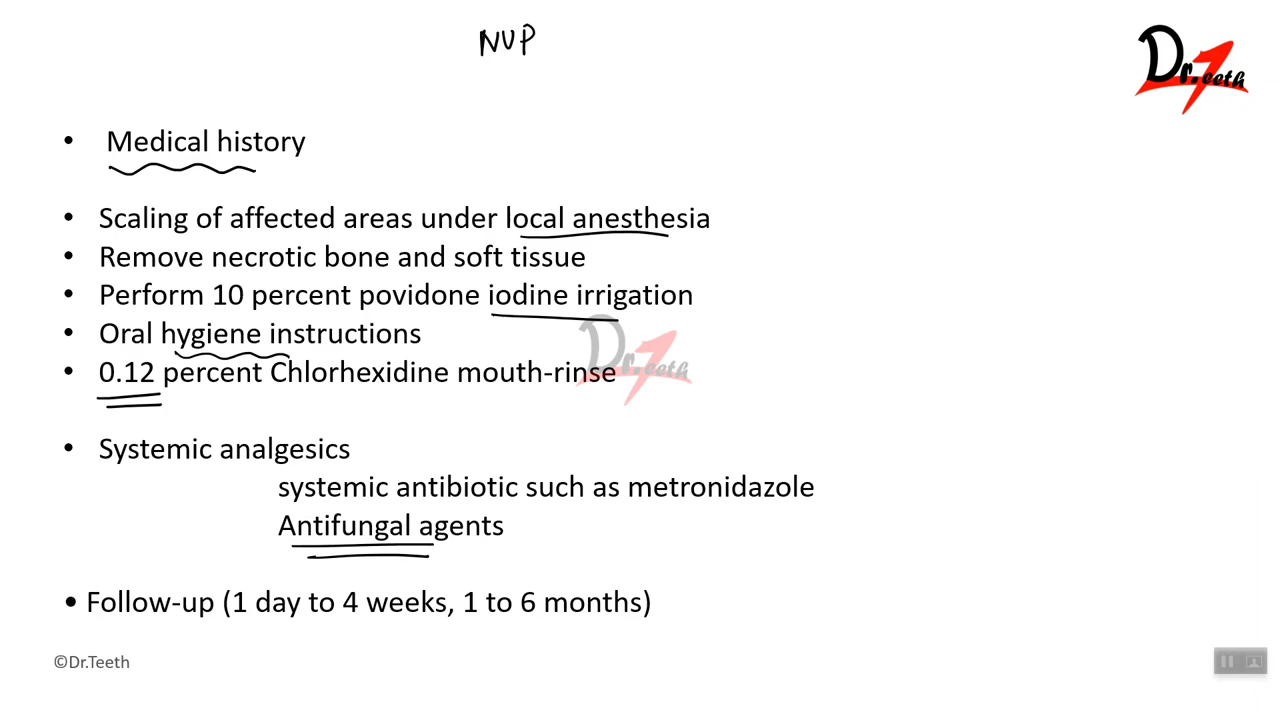 NUP
Dr.Teeth
• Medical history
• Scaling of affected areas under local anesthesia
• Remove necrotic bone and soft tissue
• Perform 10 percent povidone iodine irrigation
• Oral hygiene instructions
Dr.Teeth
• 0.12 percent Chlorhexidine mouth-rinse
• Systemic analgesics
systemic antibiotic such as metronidazole
Antifungal agents
• Follow-up (1 day to 4 weeks, 1 to 6 months)
©Dr.Teeth